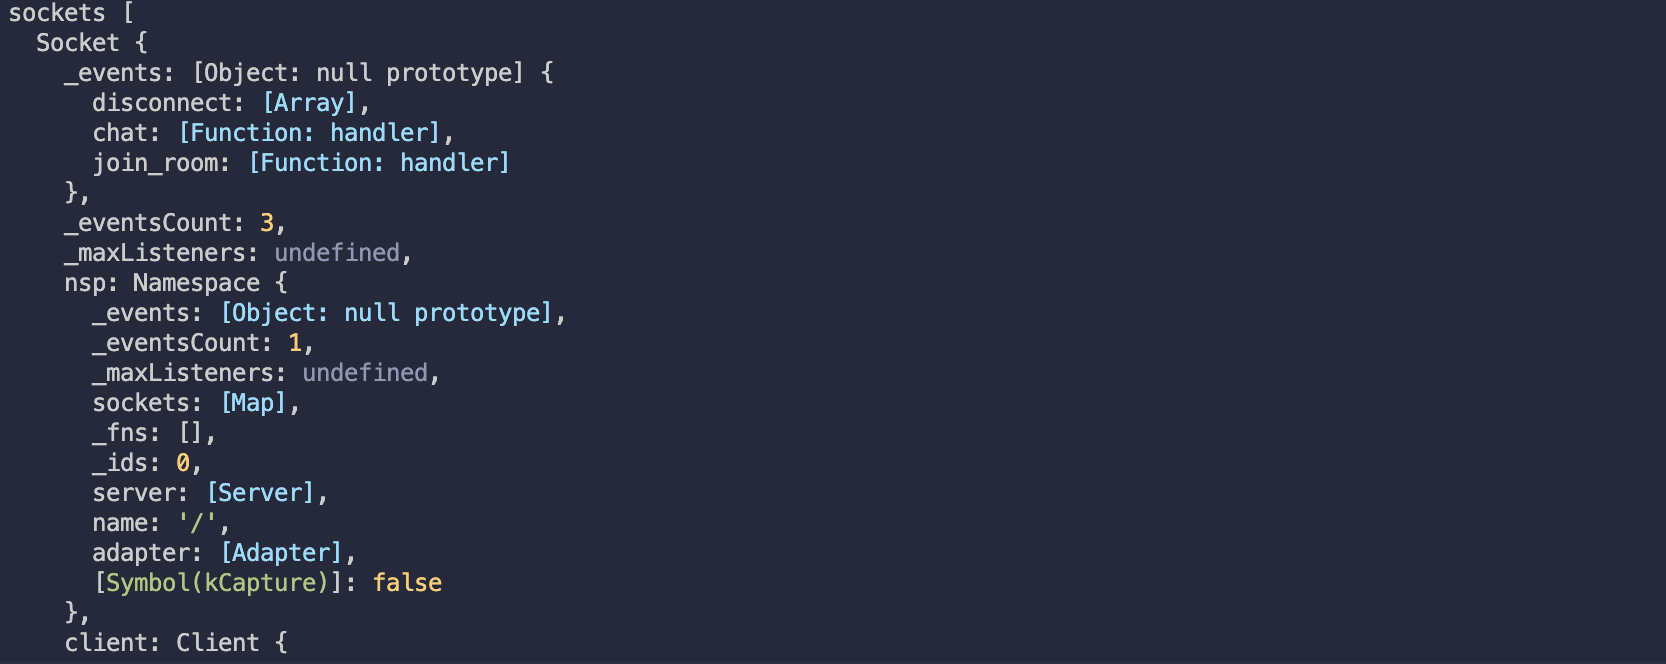 sockets [
  Socket {
    _events: [Object: null prototype] {
      disconnect: [Array],
      chat: [Function: handler],
      join_room: [Function: handler]
    },
    _eventsCount: 3,
    _maxListeners: undefined,
    nsp: Namespace {
      _events: [Object: null prototype],
      _eventsCount: 1,
      _maxListeners: undefined,
      sockets: [Map],
      _fns: [],
      _ids: 0,
      server: [Server],
      name: '/',
      adapter: [Adapter],
      [Symbol(kCapture)]: false
    },
    client: Client {